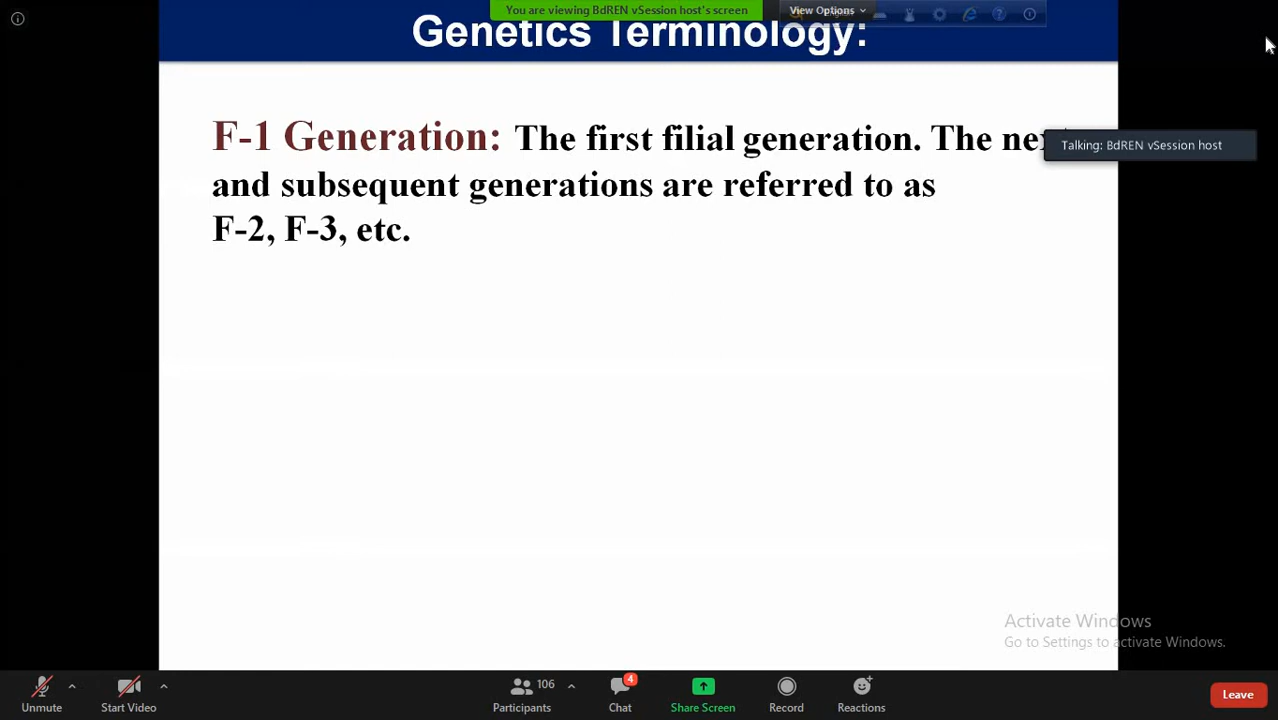 You are viewing BdREN vSession host's screen
View Options
Genetics Terminology:
F-1 Generation: The first filial generation. The next
Talking: BdREN vSession host
and subsequent generations are referred to as
F-2, F-3, etc.
Activate Windows
Go to Settings to activate Windows.
106
4
Unmute
Start Video
Participants
Chat
Share Screen
Record
Reactions
Leave